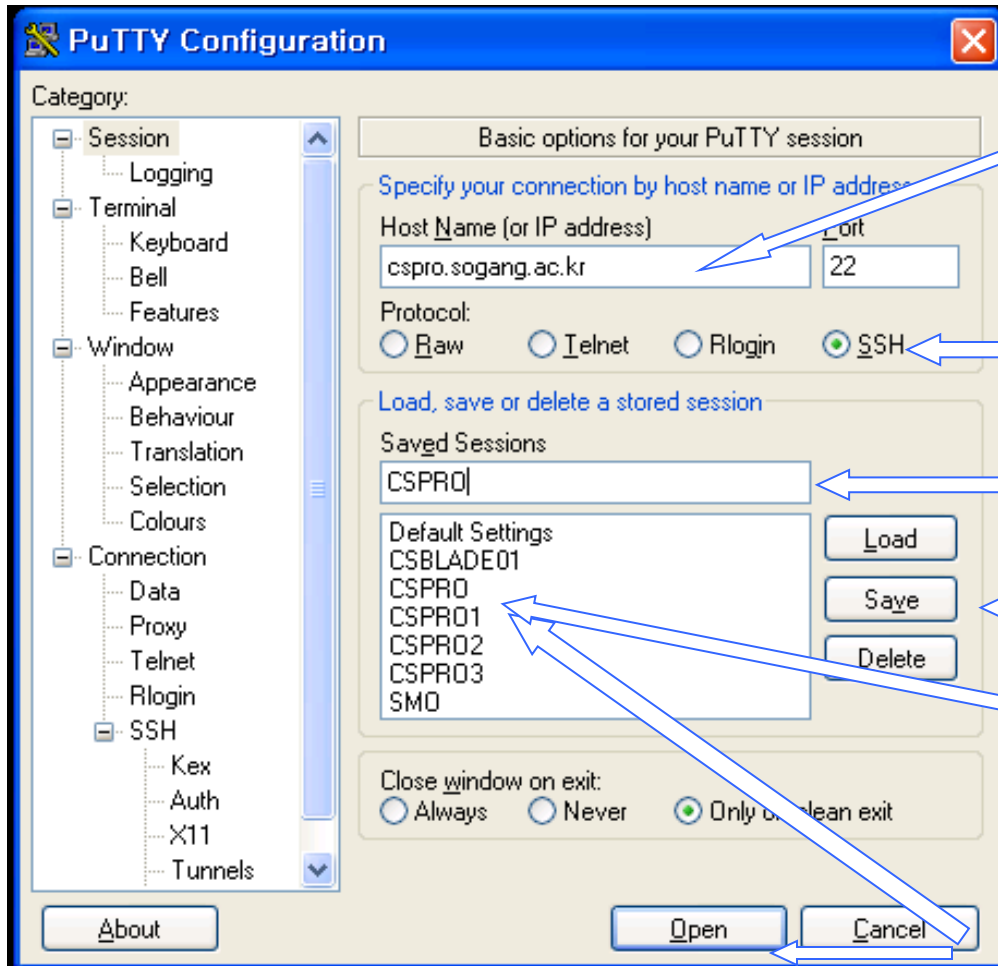 PuTTY Configuration
Category:
Session
Logging
Terminal
Keyboard
Bell
Features
Window
Appearance
Behaviour
Translation
Selection
Colours
Connection
Data
Proxy
Telnet
Rlogin
SSH
Kex
Auth
X11
Tunnels
Basic options for your PuTTY session
Specify your connection by host name or IP address
Host Name (or IP address) Port
cspro.sogang.ac.kr 22
Protocol:
Raw Telnet Rlogin SSH
Load, save or delete a stored session
Saved Sessions
CSPRO
Default Settings
CSBLADE01
CSPRO
CSPRO1
CSPRO2
CSPRO3
SMO
Load
Save
Delete
Close window on exit:
Always Never Only on clean exit
About Open Cancel